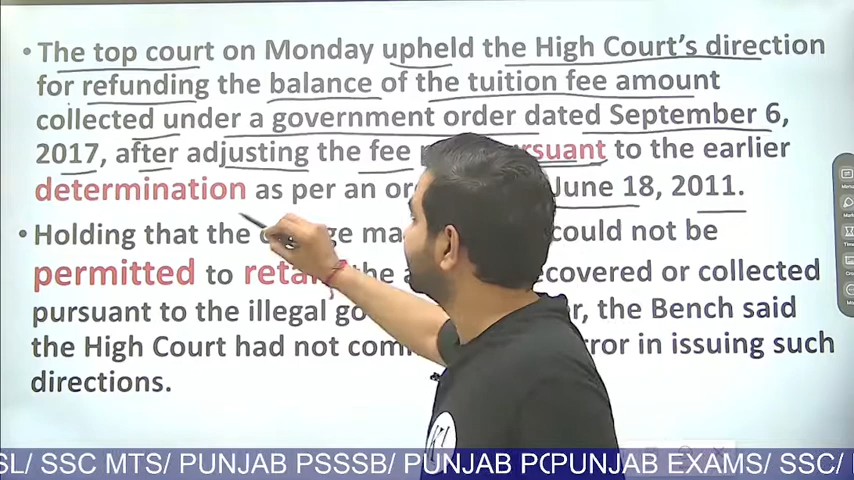 • The top court on Monday upheld the High Court's direction
for refunding the balance of the tuition fee amount
collected under a government order dated September 6,
2017, after adjusting the fee to the earlier
determination as per an June 18, 2011.
• Holding that the could not be
permitted to the recovered or collected
pursuant to the illegal the Bench said
the High Court had not in issuing such
directions.
SL/ SSC MTS/ PUNJAB PSSSB/ PUNJAB P(PUNJAB EXAMS/ SSC/